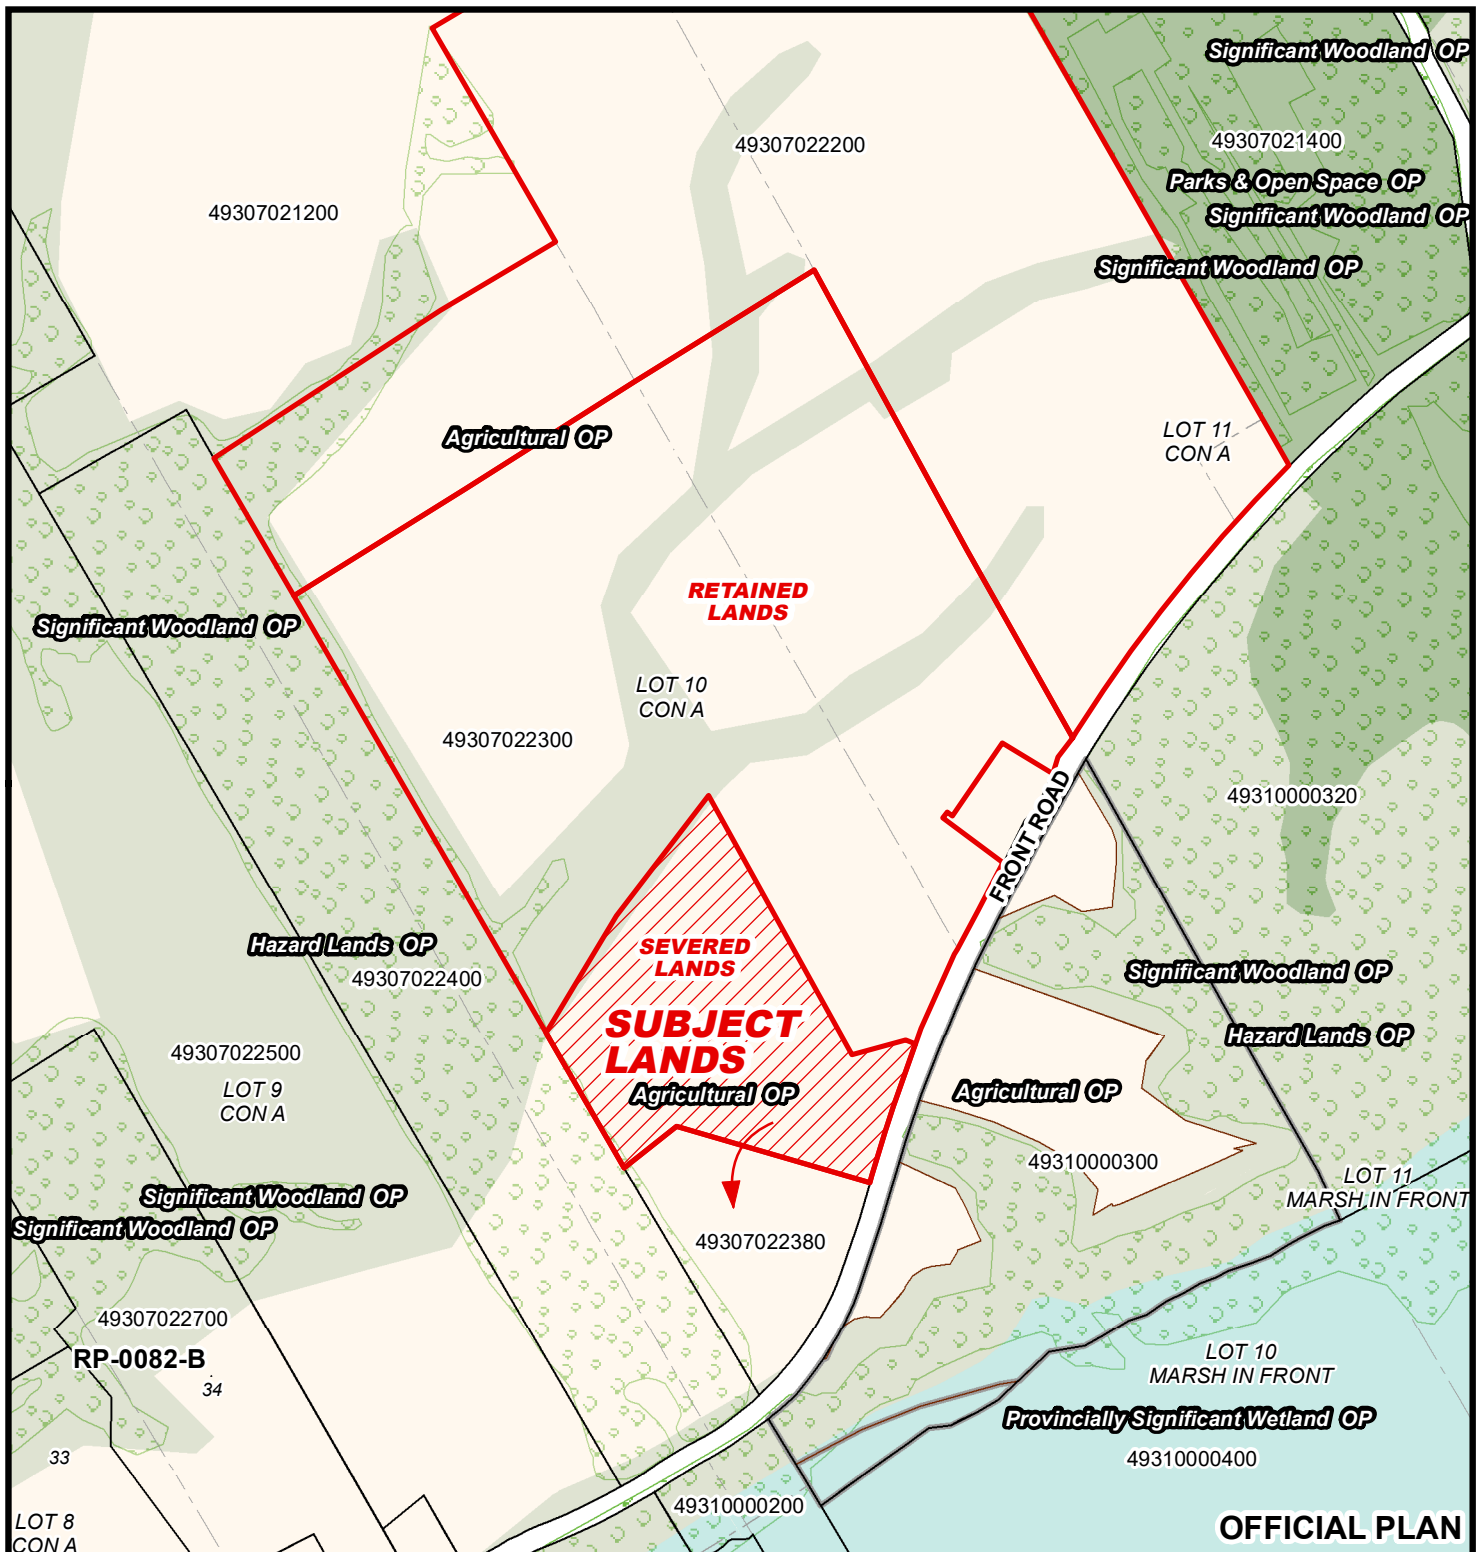 Significant Woodland OP
49307021400
49307022200
Parks & Open Space OP
49307021200
Significant Woodland OP
Significant Woodland OP
Agricultural OP
LOT 11
CON A
RETAINED
LANDS
Significant Woodland OP
LOT 10
CON A
49307022300
49310000320
FRONT ROAD
Hazard Lands OP
49307022400
SEVERED
LANDS
Significant Woodland OP
SUBJECT
LANDS
Hazard Lands OP
49307022500
LOT 9
CON A
Agricultural OP
Agricultural OP
49310000300
LOT 11
MARSH IN FRONT
Significant Woodland OP
Significant Woodland OP
49307022380
49307022700
RP-0082-B
34
LOT 10
MARSH IN FRONT
Provincially Significant Wetland OP
33
49310000400
49310000200
LOT 8
CON A
OFFICIAL PLAN